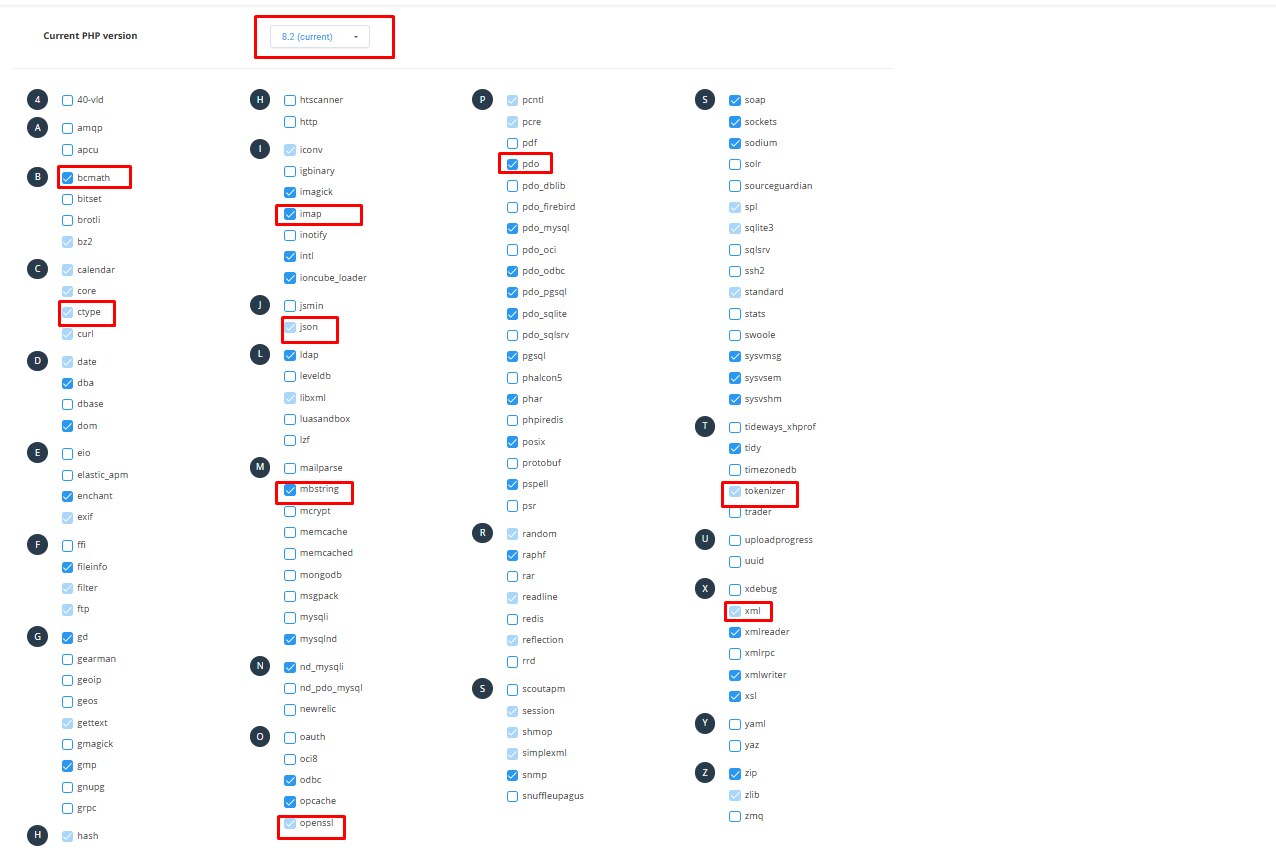 Current PHP version
8.2 (current)
4
40-vld
A
amqp
apcu
B
bcmath
bitset
brotli
bz2
C
calendar
core
ctype
curl
D
date
dba
dbase
dom
E
eio
elastic_apm
enchant
exif
F
ffi
fileinfo
filter
ftp
G
gd
gearman
geoip
geos
gettext
gmagick
gmp
gnupg
grpc
H
hash
H
htscanner
http
I
iconv
igbinary
imagick
imap
inotify
intl
ioncube_loader
J
jsmin
json
L
ldap
leveldb
libxml
luasandbox
lzf
M
mailparse
mbstring
mcrypt
memcache
memcached
mongodb
msgpack
mysqli
mysqlnd
N
nd_mysqli
nd_pdo_mysql
newrelic
O
oauth
oci8
odbc
opcache
openssl
P
pcntl
pcre
pdf
pdo
pdo_dblib
pdo_firebird
pdo_mysql
pdo_oci
pdo_odbc
pdo_pgsql
pdo_sqlite
pdo_sqlsrv
pgsql
phalcon5
phar
phpiredis
posix
protobuf
pspell
psr
R
random
raphf
rar
readline
redis
reflection
rrd
S
scoutapm
session
shmop
simplexml
snmp
snuffleupagus
S
soap
sockets
sodium
solr
sourceguardian
spl
sqlite3
sqlsrv
ssh2
standard
stats
swoole
sysvmsg
sysvsem
sysvshm
T
tideways_xhprof
tidy
timezonedb
tokenizer
trader
U
uploadprogress
uuid
X
xdebug
xml
xmlreader
xmlrpc
xmlwriter
xsl
Y
yaml
yaz
Z
zip
zlib
zmq